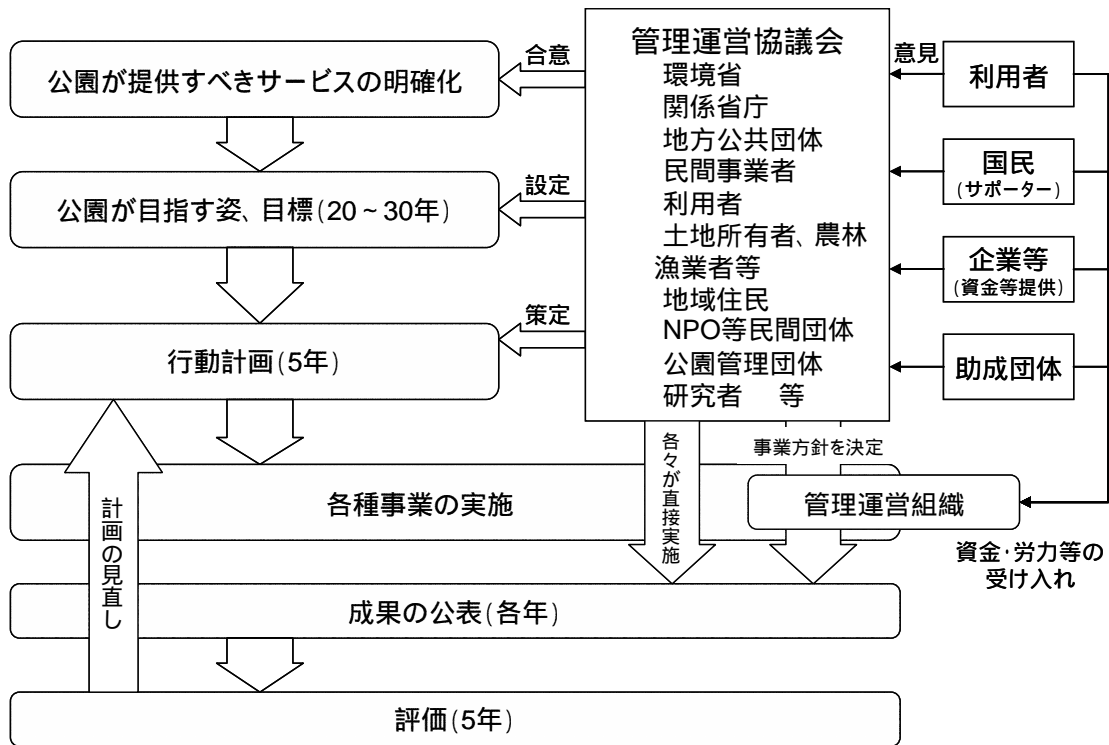 管理運営協議会
環境省
関係省庁
地方公共団体
民間事業者
利用者
土地所有者、農林
漁業者等
地域住民
NPO等民間団体
公園管理団体
研究者 等
合意
設定
策定
公園が提供すべきサービスの明確化
公園が目指す姿、目標(20~30年)
行動計画(5年)
各種事業の実施
成果の公表(各年)
評価(5年)
計画の見直し
各々が直接実施
事業方針を決定
管理運営組織
意見
利用者
国民
(サポーター)
企業等
(資金等提供)
助成団体
資金・労力等の
受け入れ